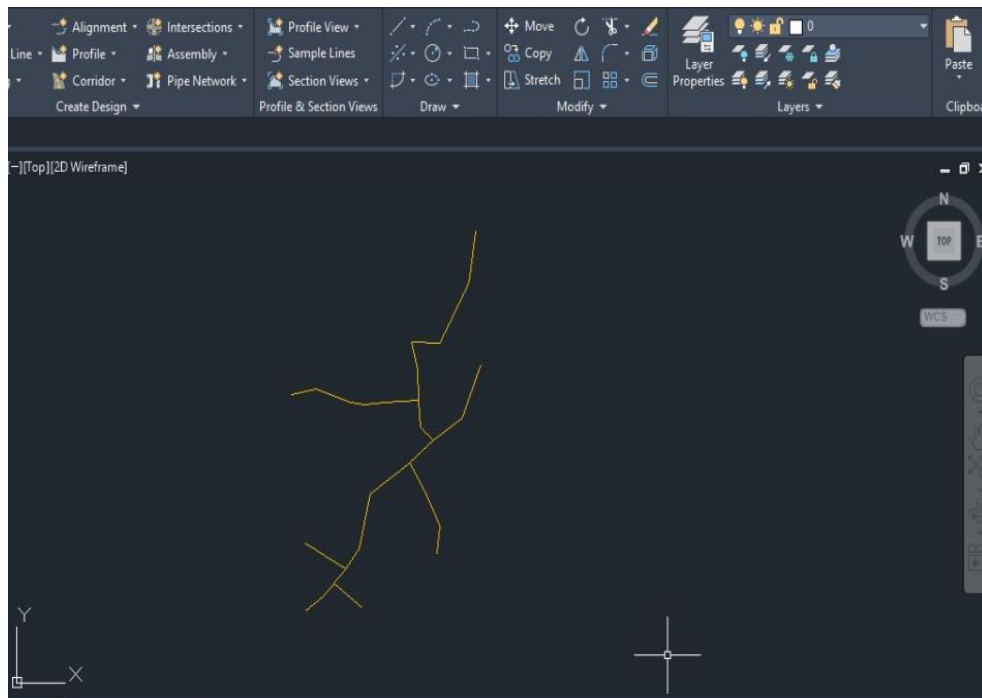 Alignment Intersections Profile View Move
Line Profile Assembly Sample Lines Copy Layer Properties Paste
Corridor Pipe Network Section Views Stretch
Create Design Profile & Section Views Draw Modify Layers
0
[−][Top][2D Wireframe]
N
W TOP E
S
WCS
Y
X